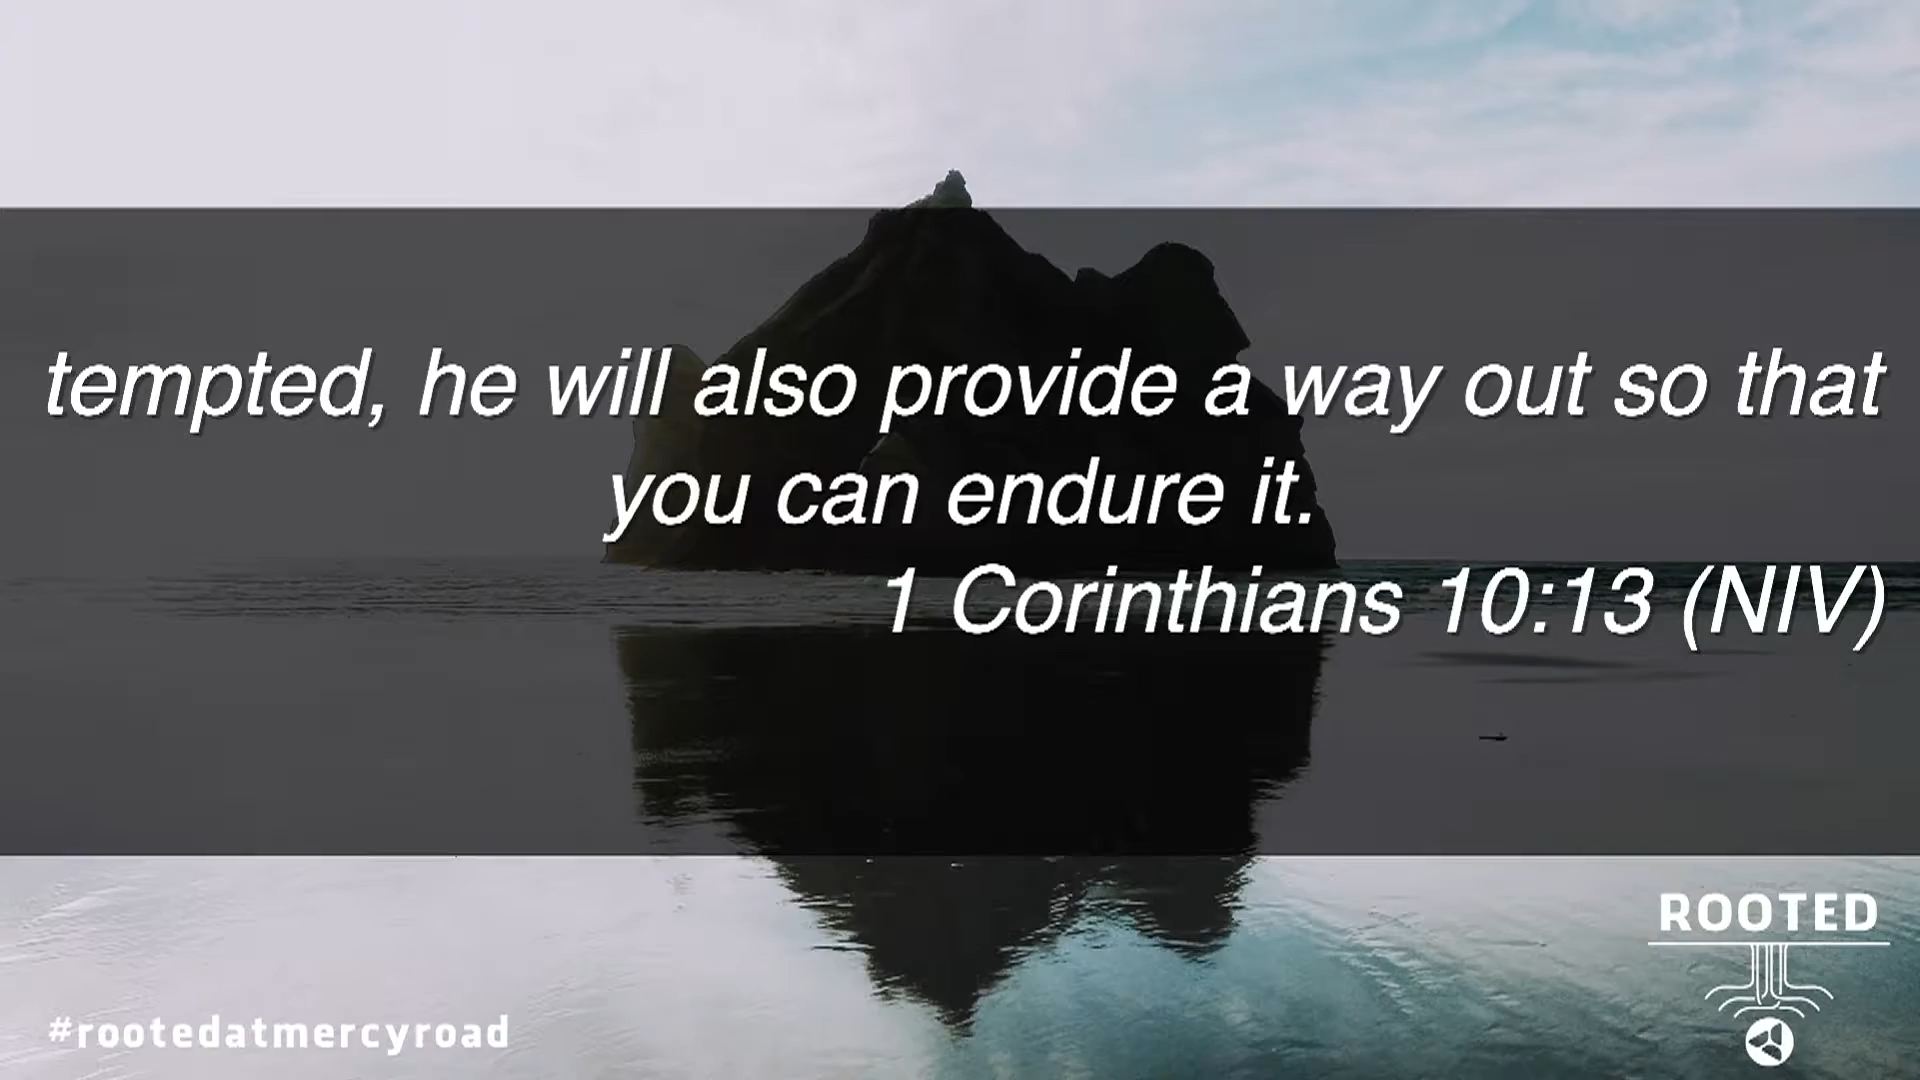 tempted, he will also provide a way out so that
you can endure it.
1 Corinthians 10:13 (NIV)
ROOTED
#rootedatmercyroad